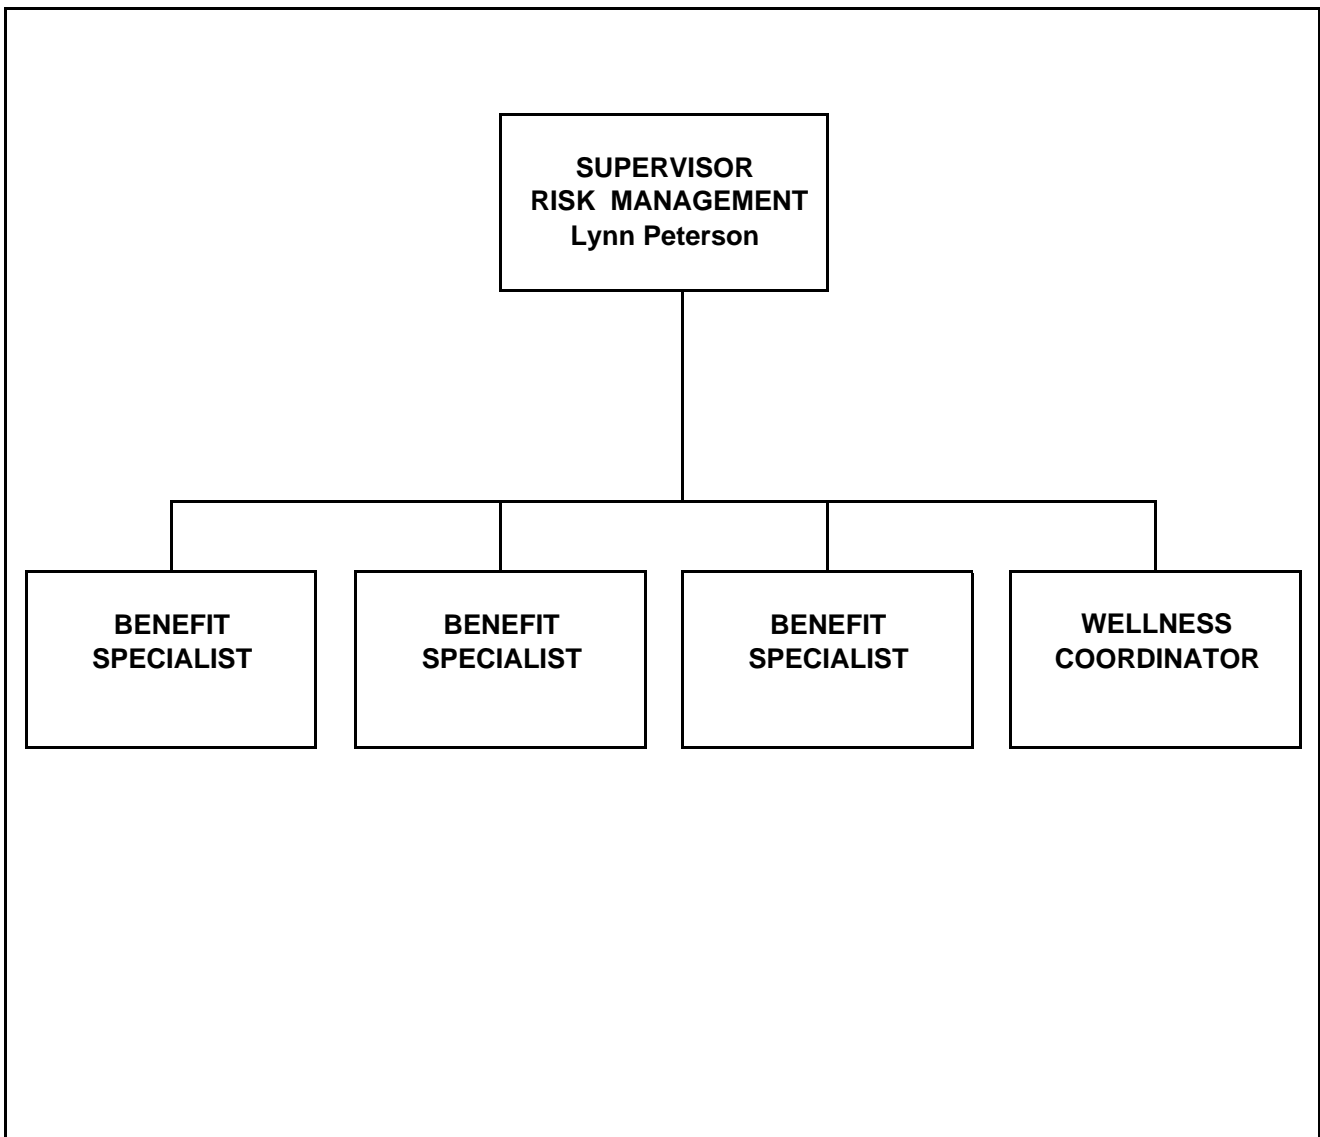 SUPERVISOR
RISK MANAGEMENT
Lynn Peterson
BENEFIT
SPECIALIST
BENEFIT
SPECIALIST
BENEFIT
SPECIALIST
WELLNESS
COORDINATOR